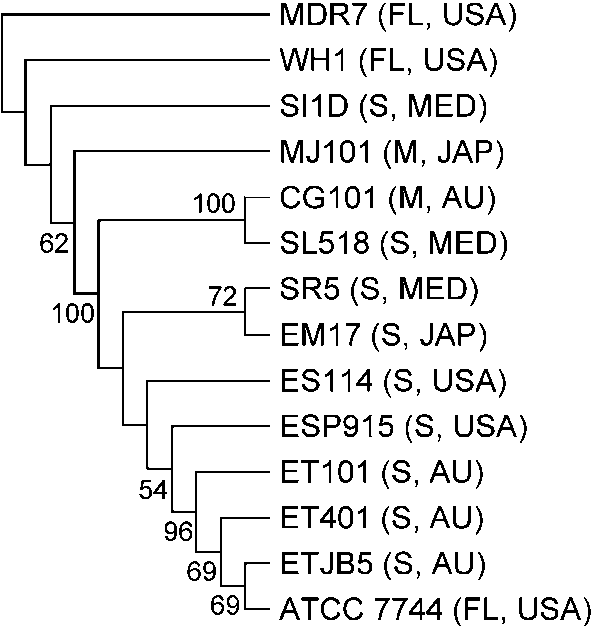 MDR7 (FL, USA)
WH1 (FL, USA)
SI1D (S, MED)
MJ101 (M, JAP)
100 CG101 (M, AU)
62 SL518 (S, MED)
72 SR5 (S, MED)
100 EM17 (S, JAP)
ES114 (S, USA)
ESP915 (S, USA)
54 ET101 (S, AU)
96 ET401 (S, AU)
69 ETJB5 (S, AU)
69 ATCC 7744 (FL, USA)